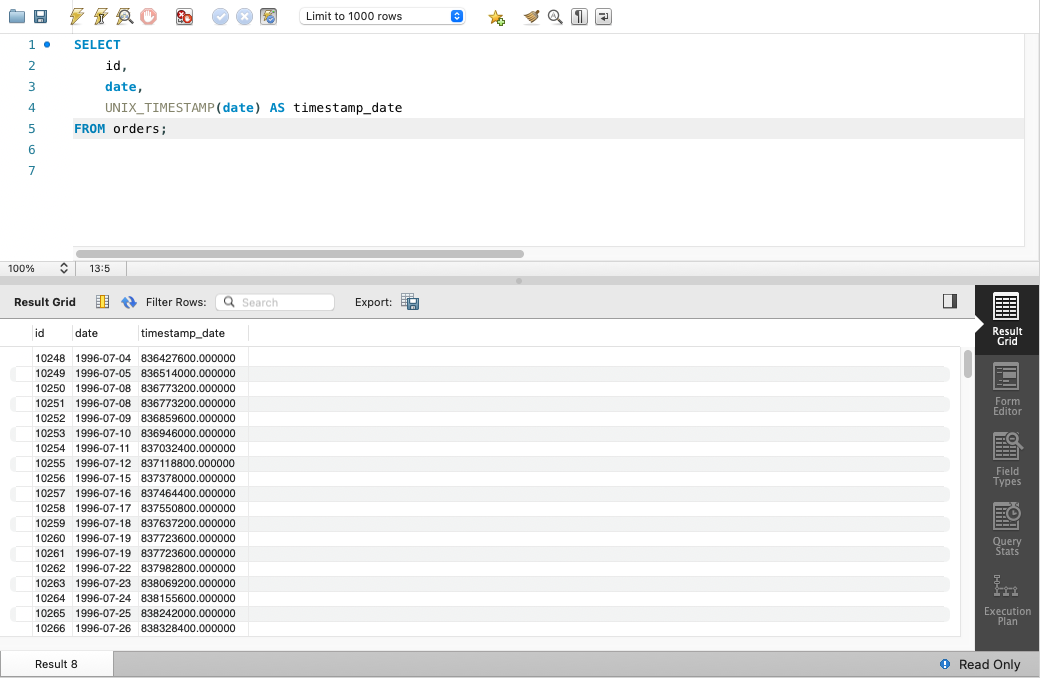 Limit to 1000 rows
1 SELECT
2 id,
3 date,
4 UNIX_TIMESTAMP(date) AS timestamp_date
5 FROM orders;
6
7
100% 13:5
Result Grid Filter Rows: Search Export:
id date timestamp_date
10248 1996-07-04 836427600.000000
10249 1996-07-05 836514000.000000
10250 1996-07-08 836773200.000000
10251 1996-07-08 836773200.000000
10252 1996-07-09 836859600.000000
10253 1996-07-10 836946000.000000
10254 1996-07-11 837032400.000000
10255 1996-07-12 837118800.000000
10256 1996-07-15 837378000.000000
10257 1996-07-16 837464400.000000
10258 1996-07-17 837550800.000000
10259 1996-07-18 837637200.000000
10260 1996-07-19 837723600.000000
10261 1996-07-19 837723600.000000
10262 1996-07-22 837982800.000000
10263 1996-07-23 838069200.000000
10264 1996-07-24 838155600.000000
10265 1996-07-25 838242000.000000
10266 1996-07-26 838328400.000000
Result
Grid
Form
Editor
Field
Types
Query
Stats
Execution
Plan
Result 8
Read Only